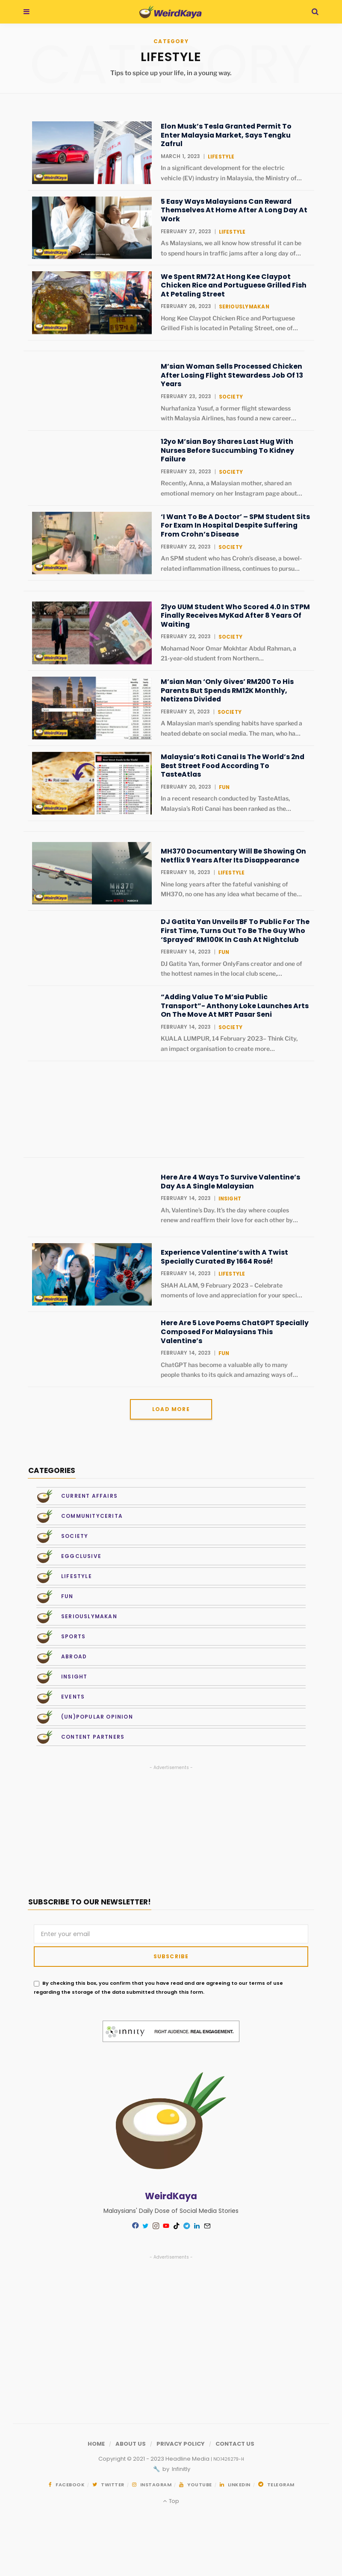 WeirdKaya
CATEGORY
CATEGORY
LIFESTYLE
Tips to spice up your life, in a young way.
Elon Musk's Tesla Granted Permit To
Enter Malaysia Market, Says Tengku
Zafrul
MARCH 1, 2023 | LIFESTYLE
In a significant development for the electric
vehicle (EV) industry in Malaysia, the Ministry of…
WeirdKaya
5 Easy Ways Malaysians Can Reward
Themselves At Home After A Long Day At
Work
FEBRUARY 27, 2023 | LIFESTYLE
As Malaysians, we all know how stressful it can be
to spend hours in traffic jams after a long day of…
WeirdKaya
We Spent RM72 At Hong Kee Claypot
Chicken Rice and Portuguese Grilled Fish
At Petaling Street
FEBRUARY 26, 2023 | SERIOUSLYMAKAN
Hong Kee Claypot Chicken Rice and Portuguese
Grilled Fish is located in Petaling Street, one of…
WeirdKaya
M'sian Woman Sells Processed Chicken
After Losing Flight Stewardess Job Of 13
Years
FEBRUARY 23, 2023 | SOCIETY
Nurhafaniza Yusuf, a former flight stewardess
with Malaysia Airlines, has found a new career…
12yo M'sian Boy Shares Last Hug With
Nurses Before Succumbing To Kidney
Failure
FEBRUARY 23, 2023 | SOCIETY
Recently, Anna, a Malaysian mother, shared an
emotional memory on her Instagram page about…
'I Want To Be A Doctor' – SPM Student Sits
For Exam In Hospital Despite Suffering
From Crohn's Disease
FEBRUARY 22, 2023 | SOCIETY
An SPM student who has Crohn's disease, a bowel-
related inflammation illness, continues to pursu…
WeirdKaya
21yo UUM Student Who Scored 4.0 In STPM
Finally Receives MyKad After 8 Years Of
Waiting
FEBRUARY 22, 2023 | SOCIETY
Mohamad Noor Omar Mokhtar Abdul Rahman, a
21-year-old student from Northern…
WeirdKaya
M'sian Man 'Only Gives' RM200 To His
Parents But Spends RM12K Monthly,
Netizens Divided
FEBRUARY 21, 2023 | SOCIETY
A Malaysian man's spending habits have sparked a
heated debate on social media. The man, who ha…
WeirdKaya
Malaysia's Roti Canai Is The World's 2nd
Best Street Food According To
TasteAtlas
FEBRUARY 20, 2023 | FUN
In a recent research conducted by TasteAtlas,
Malaysia's Roti Canai has been ranked as the…
WeirdKaya
MH370 Documentary Will Be Showing On
Netflix 9 Years After Its Disappearance
FEBRUARY 16, 2023 | LIFESTYLE
Nine long years after the fateful vanishing of
MH370, no one has any idea what became of the…
MH370
WeirdKaya
DJ Gatita Yan Unveils BF To Public For The
First Time, Turns Out To Be The Guy Who
'Sprayed' RM100K In Cash At Nightclub
FEBRUARY 14, 2023 | FUN
DJ Gatita Yan, former OnlyFans creator and one of
the hottest names in the local club scene,…
"Adding Value To M'sia Public
Transport"- Anthony Loke Launches Arts
On The Move At MRT Pasar Seni
FEBRUARY 14, 2023 | SOCIETY
KUALA LUMPUR, 14 February 2023– Think City,
an impact organisation to create more…
Here Are 4 Ways To Survive Valentine's
Day As A Single Malaysian
FEBRUARY 14, 2023 | INSIGHT
Ah, Valentine's Day. It's the day where couples
renew and reaffirm their love for each other by…
Experience Valentine's with A Twist
Specially Curated By 1664 Rosé!
FEBRUARY 14, 2023 | LIFESTYLE
SHAH ALAM, 9 February 2023 – Celebrate
moments of love and appreciation for your speci…
WeirdKaya
Here Are 5 Love Poems ChatGPT Specially
Composed For Malaysians This
Valentine's
FEBRUARY 14, 2023 | FUN
ChatGPT has become a valuable ally to many
people thanks to its quick and amazing ways of…
LOAD MORE
CATEGORIES
CURRENT AFFAIRS
COMMUNITYCERITA
SOCIETY
EGGCLUSIVE
LIFESTYLE
FUN
SERIOUSLYMAKAN
SPORTS
ABROAD
INSIGHT
EVENTS
(UN)POPULAR OPINION
CONTENT PARTNERS
- Advertisements -
SUBSCRIBE TO OUR NEWSLETTER!
Enter your email
SUBSCRIBE
By checking this box, you confirm that you have read and are agreeing to our terms of use
regarding the storage of the data submitted through this form.
innity RIGHT AUDIENCE. REAL ENGAGEMENT.
WeirdKaya
Malaysians' Daily Dose of Social Media Stories
- Advertisements -
HOME | ABOUT US | PRIVACY POLICY | CONTACT US
Copyright © 2021 - 2023 Headline Media | NO1426279-H
by Infinitly
FACEBOOK / TWITTER / INSTAGRAM / YOUTUBE / LINKEDIN / TELEGRAM
Top